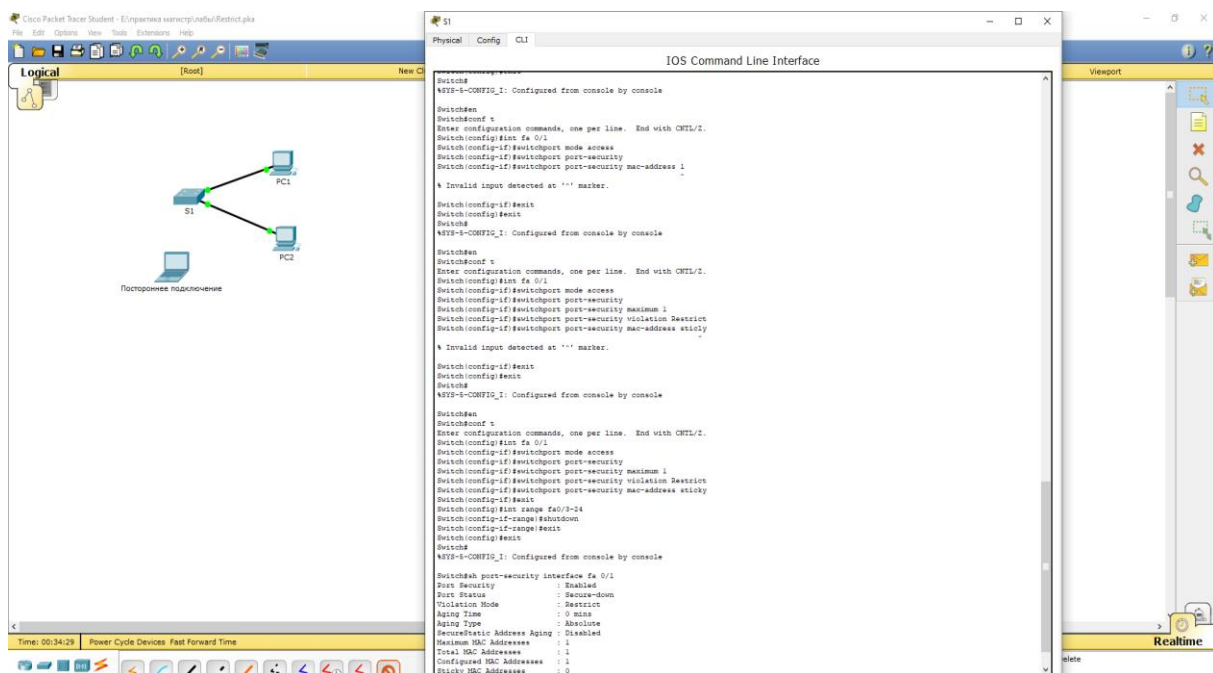 Cisco Packet Tracer Student - E:\практика магистр\лабы\Restrict.pka
File Edit Options View Tools Extensions Help
Logical
[Root]
New Cl
Viewport
PC1
S1
PC2
Постороннее подключение
Time: 00:34:29
Power Cycle Devices Fast Forward Time
Realtime
elete
S1
Physical Config CLI
IOS Command Line Interface
Switch#
%SYS-5-CONFIG_I: Configured from console by console
Switch#en
Switch#conf t
Enter configuration commands, one per line. End with CNTL/Z.
Switch(config)#int fa 0/1
Switch(config-if)#switchport mode access
Switch(config-if)#switchport port-security
Switch(config-if)#switchport port-security mac-address 1
^
% Invalid input detected at '^' marker.
Switch(config-if)#exit
Switch(config)#exit
Switch#
%SYS-5-CONFIG_I: Configured from console by console
Switch#en
Switch#conf t
Enter configuration commands, one per line. End with CNTL/Z.
Switch(config)#int fa 0/1
Switch(config-if)#switchport mode access
Switch(config-if)#switchport port-security
Switch(config-if)#switchport port-security maximum 1
Switch(config-if)#switchport port-security violation Restrict
Switch(config-if)#switchport port-security mac-address sticly
^
% Invalid input detected at '^' marker.
Switch(config-if)#exit
Switch(config)#exit
Switch#
%SYS-5-CONFIG_I: Configured from console by console
Switch#en
Switch#conf t
Enter configuration commands, one per line. End with CNTL/Z.
Switch(config)#int fa 0/1
Switch(config-if)#switchport mode access
Switch(config-if)#switchport port-security
Switch(config-if)#switchport port-security maximum 1
Switch(config-if)#switchport port-security violation Restrict
Switch(config-if)#switchport port-security mac-address sticky
Switch(config-if)#exit
Switch(config)#int range fa0/3-24
Switch(config-if-range)#shutdown
Switch(config-if-range)#exit
Switch(config)#exit
Switch#
%SYS-5-CONFIG_I: Configured from console by console
Switch#sh port-security interface fa 0/1
Port Security : Enabled
Port Status : Secure-down
Violation Mode : Restrict
Aging Time : 0 mins
Aging Type : Absolute
SecureStatic Address Aging : Disabled
Maximum MAC Addresses : 1
Total MAC Addresses : 1
Configured MAC Addresses : 1
Sticky MAC Addresses : 0